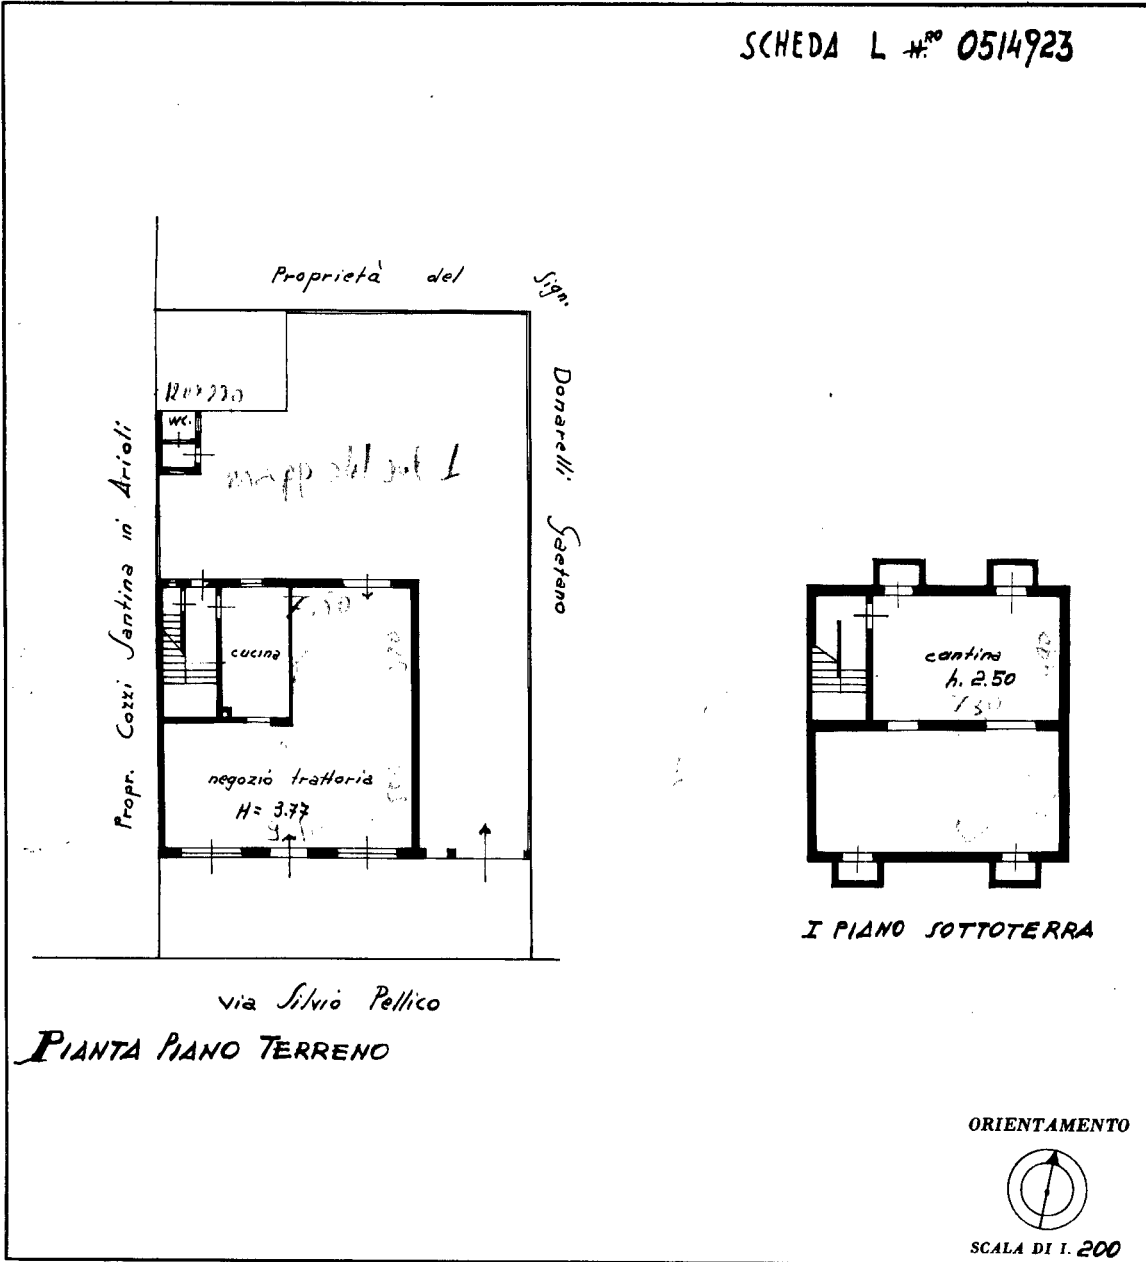 SCHEDA L N.RO 0514923
Proprietà del Sign.
Donarelli Gaetano
Propr. Cozzi Santina in Arioli
WC.
cucina
negozio trattoria
H= 3.77
cantina
h. 2.50
I PIANO SOTTOTERRA
via Silvio Pellico
PIANTA PIANO TERRENO
ORIENTAMENTO
SCALA DI 1. 200